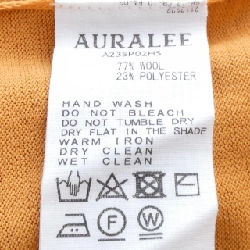 AURALEE
A23SP02HS
77% WOOL
23% POLYESTER
HAND WASH
DO NOT BLEACH
DO NOT TUMBLE DRY
DRY FLAT IN THE SHADE
WARM IRON
DRY CLEAN
WET CLEAN
F W